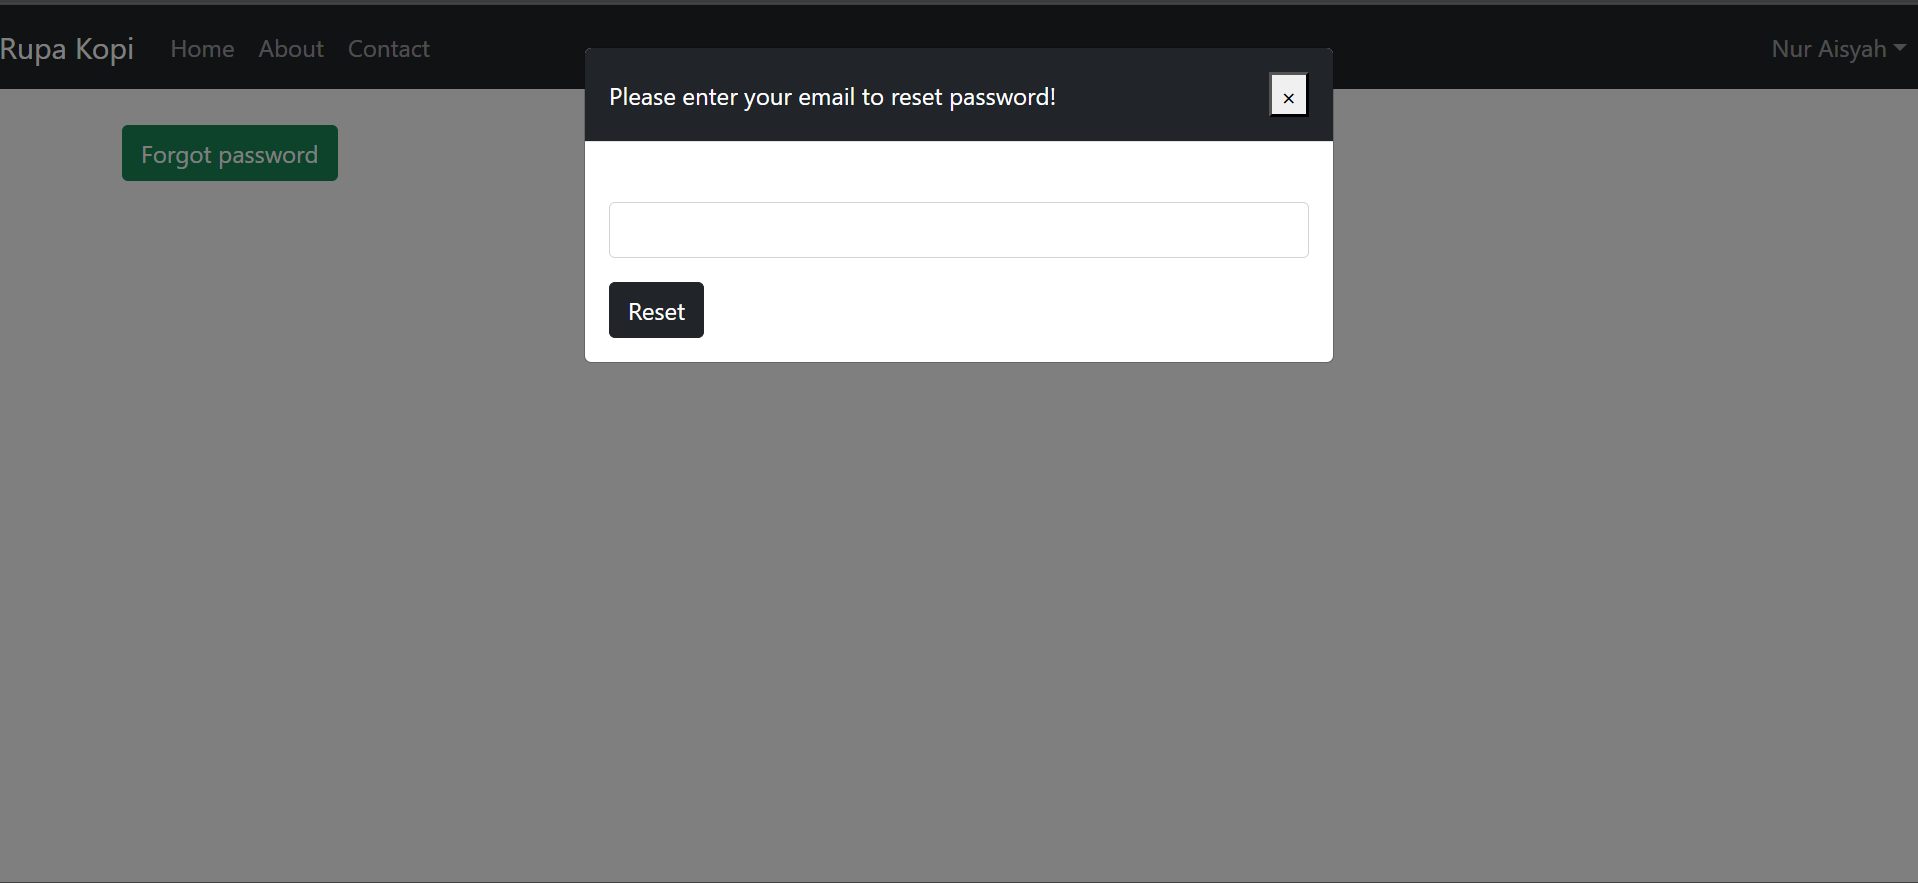 Rupa Kopi Home About Contact Nur Aisyah
Please enter your email to reset password! ×
Forgot password
Reset